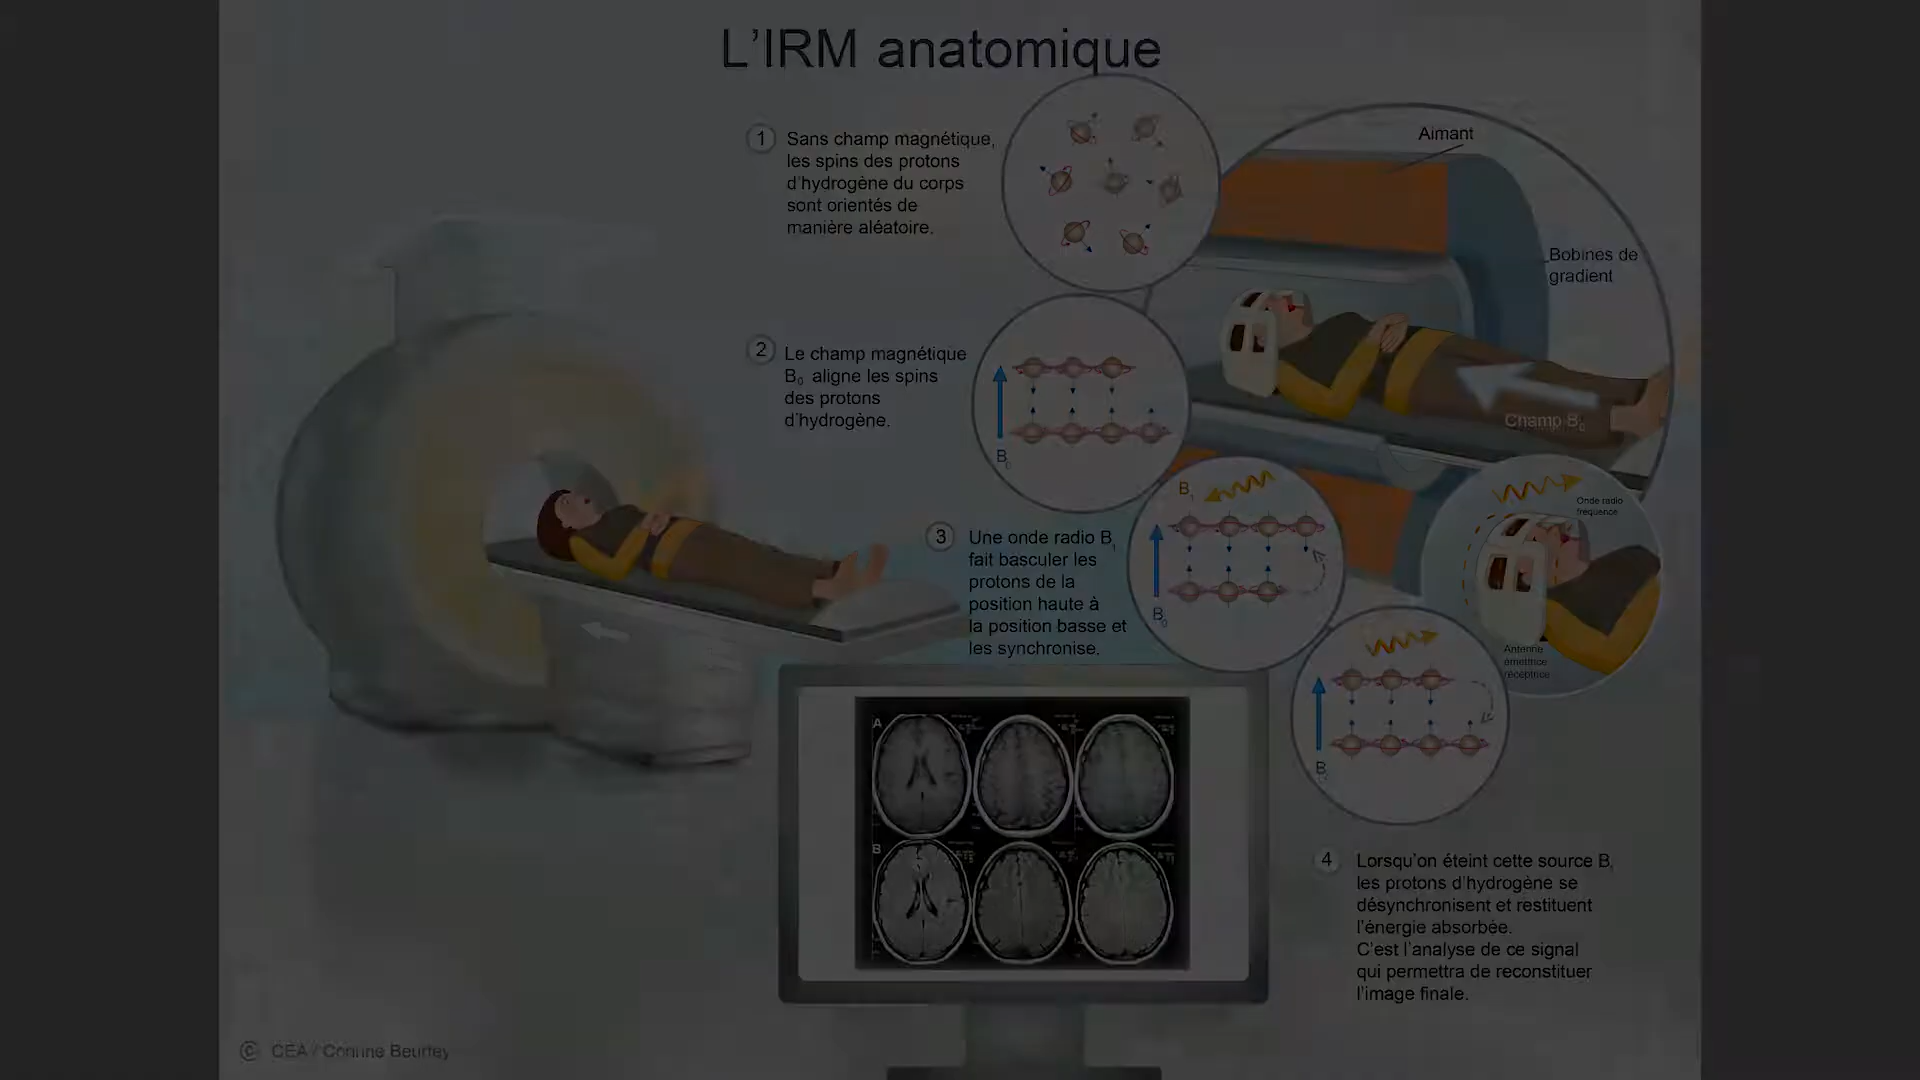 L'IRM anatomique
1
Sans champ magnétique,
les spins des protons
d'hydrogène du corps
sont orientés de
manière aléatoire.
Aimant
Bobines de
gradient
2
Le champ magnétique
B0 aligne les spins
des protons
d'hydrogène.
B0
Champ B0
3
Une onde radio B1
fait basculer les
protons de la
position haute à
la position basse et
les synchronise.
B1
B0
Onde radio
fréquence
Antenne
émettrice
réceptrice
B0
A
B
4
Lorsqu'on éteint cette source B1
les protons d'hydrogène se
désynchronisent et restituent
l'énergie absorbée.
C'est l'analyse de ce signal
qui permettra de reconstituer
l'image finale.
© CEA / Corinne Beurtey